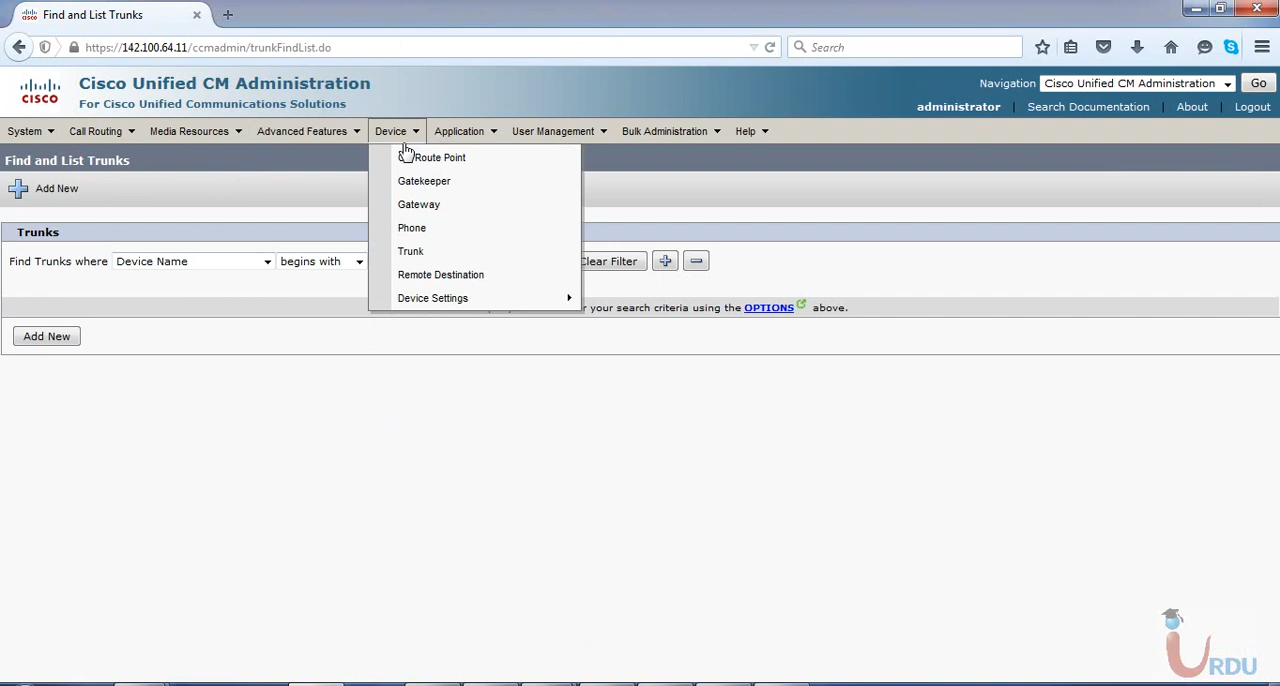 Find and List Trunks
https://142.100.64.11/ccmadmin/trunkFindList.do
Search
Cisco Unified CM Administration
For Cisco Unified Communications Solutions
CISCO
Navigation Cisco Unified CM Administration Go
administrator | Search Documentation | About | Logout
System Call Routing Media Resources Advanced Features Device Application User Management Bulk Administration Help
Find and List Trunks
Add New
Route Point
Gatekeeper
Gateway
Phone
Trunk
Remote Destination
Device Settings
Trunks
Find Trunks where Device Name begins with Clear Filter
your search criteria using the OPTIONS above.
Add New
URDU